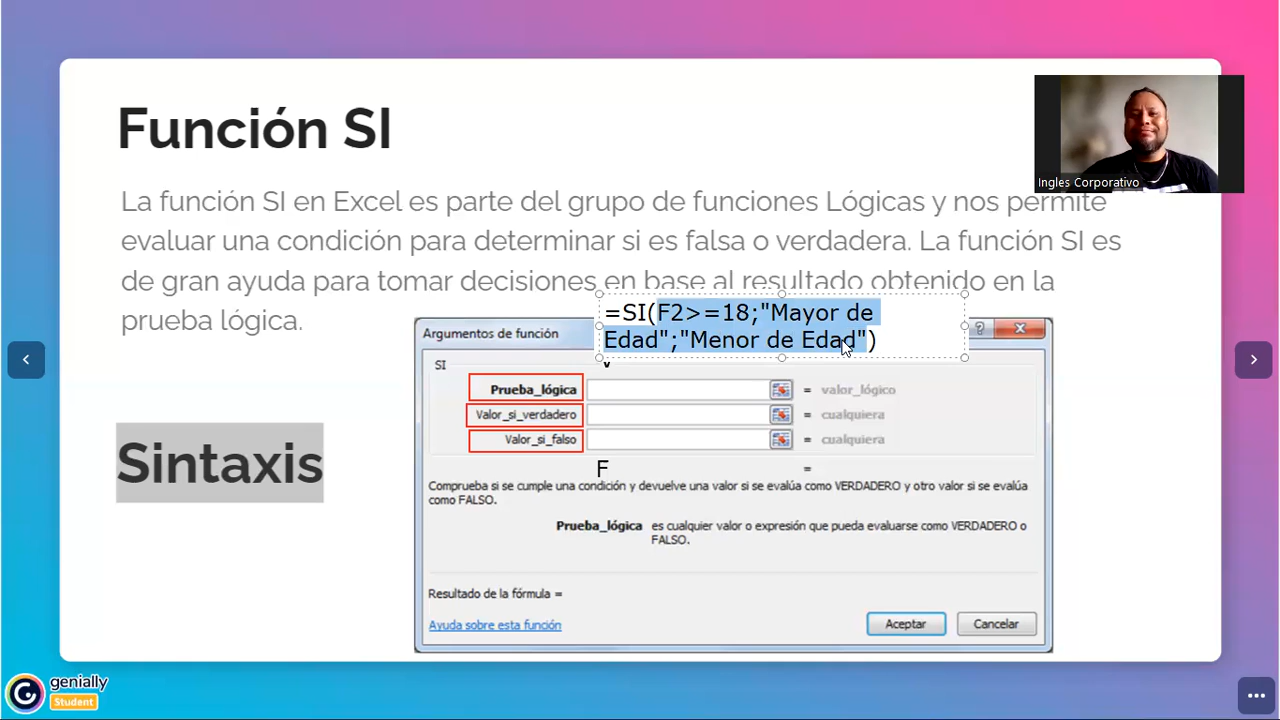 Función SI
Ingles Corporativo
La función SI en Excel es parte del grupo de funciones Lógicas y nos permite
evaluar una condición para determinar si es falsa o verdadera. La función SI es
de gran ayuda para tomar decisiones en base al resultado obtenido en la
prueba lógica.
=SI(F2>=18;"Mayor de
Edad";"Menor de Edad")
Argumentos de función
SI
Prueba_lógica = valor_lógico
Valor_si_verdadero = cualquiera
Valor_si_falso = cualquiera
Sintaxis
F =
Comprueba si se cumple una condición y devuelve una valor si se evalúa como VERDADERO y otro valor si se evalúa
como FALSO.
Prueba_lógica es cualquier valor o expresión que pueda evaluarse como VERDADERO o
FALSO.
Resultado de la fórmula =
Ayuda sobre esta función
Aceptar Cancelar
genially
Student